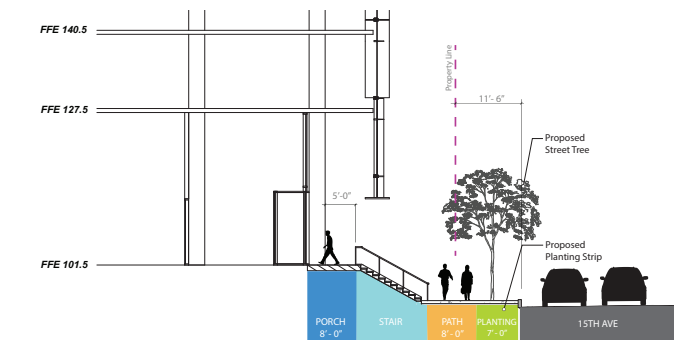 FFE 140.5
FFE 127.5
FFE 101.5
Property Line
11'- 6"
Proposed
Street Tree
5'-0"
Proposed
Planting Strip
PORCH
8' - 0"
STAIR
PATH
8' - 0"
PLANTING
7' - 0"
15TH AVE